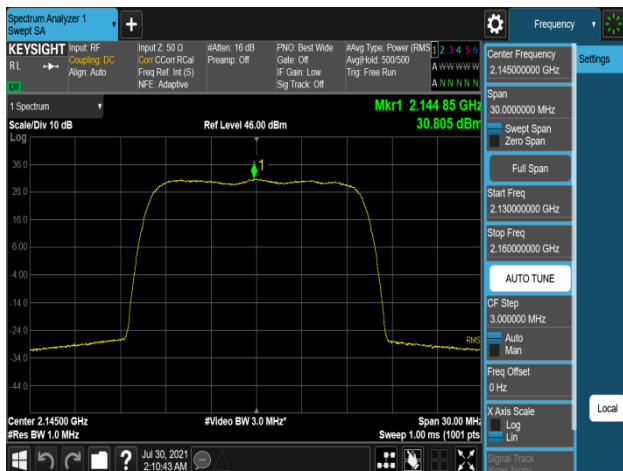 Spectrum Analyzer 1
Swept SA
+
Frequency
KEYSIGHT
RL
LV
Input: RF
Coupling: DC
Align: Auto
Input Z: 50 Ω
Corr CCorr RCal
Freq Ref: Int (S)
NFE: Adaptive
#Atten: 16 dB
Preamp: Off
PNO: Best Wide
Gate: Off
IF Gain: Low
Sig Track: Off
#Avg Type: Power (RMS
Avg|Hold: 500/500
Trig: Free Run
1 2 3 4 5 6
A W W W W W
A N N N N N
1 Spectrum
Scale/Div 10 dB
Log
Ref Level 46.00 dBm
Mkr1 2.144 85 GHz
30.805 dBm
1
36.0
26.0
16.0
6.00
-4.00
-14.0
-24.0
-34.0
-44.0
RMS
Center 2.14500 GHz
#Res BW 1.0 MHz
#Video BW 3.0 MHz*
Span 30.00 MHz
Sweep 1.00 ms (1001 pts)
?
Jul 30, 2021
2:10:43 AM
Center Frequency
2.145000000 GHz
Span
30.0000000 MHz
Swept Span
Zero Span
Full Span
Start Freq
2.130000000 GHz
Stop Freq
2.160000000 GHz
AUTO TUNE
CF Step
3.000000 MHz
Auto
Man
Freq Offset
0 Hz
X Axis Scale
Log
Lin
Signal Track
(Span Zoom)
Settings
Local